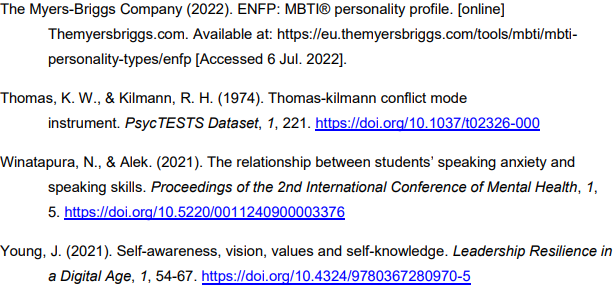 The Myers-Briggs Company (2022). ENFP: MBTI® personality profile. [online]
Themyersbriggs.com. Available at: https://eu.themyersbriggs.com/tools/mbti/mbti-
personality-types/enfp [Accessed 6 Jul. 2022].
Thomas, K. W., & Kilmann, R. H. (1974). Thomas-kilmann conflict mode
instrument. PsycTESTS Dataset, 1, 221. https://doi.org/10.1037/t02326-000
Winatapura, N., & Alek. (2021). The relationship between students’ speaking anxiety and
speaking skills. Proceedings of the 2nd International Conference of Mental Health, 1,
5. https://doi.org/10.5220/0011240900003376
Young, J. (2021). Self-awareness, vision, values and self-knowledge. Leadership Resilience in
a Digital Age, 1, 54-67. https://doi.org/10.4324/9780367280970-5